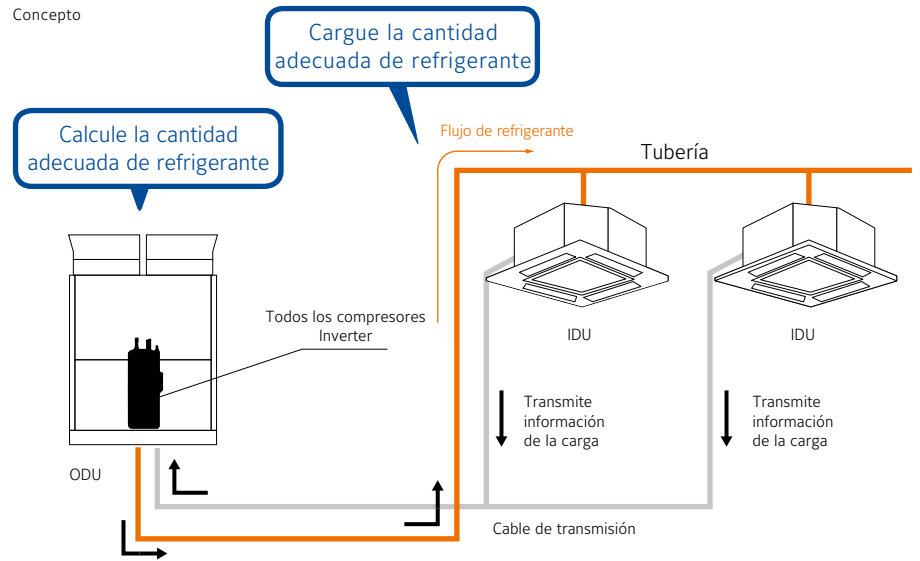 Concepto
Cargue la cantidad
adecuada de refrigerante
Calcule la cantidad
adecuada de refrigerante
Flujo de refrigerante
Tubería
Todos los compresores
Inverter
IDU
IDU
Transmite
información
de la carga
Transmite
información
de la carga
ODU
Cable de transmisión